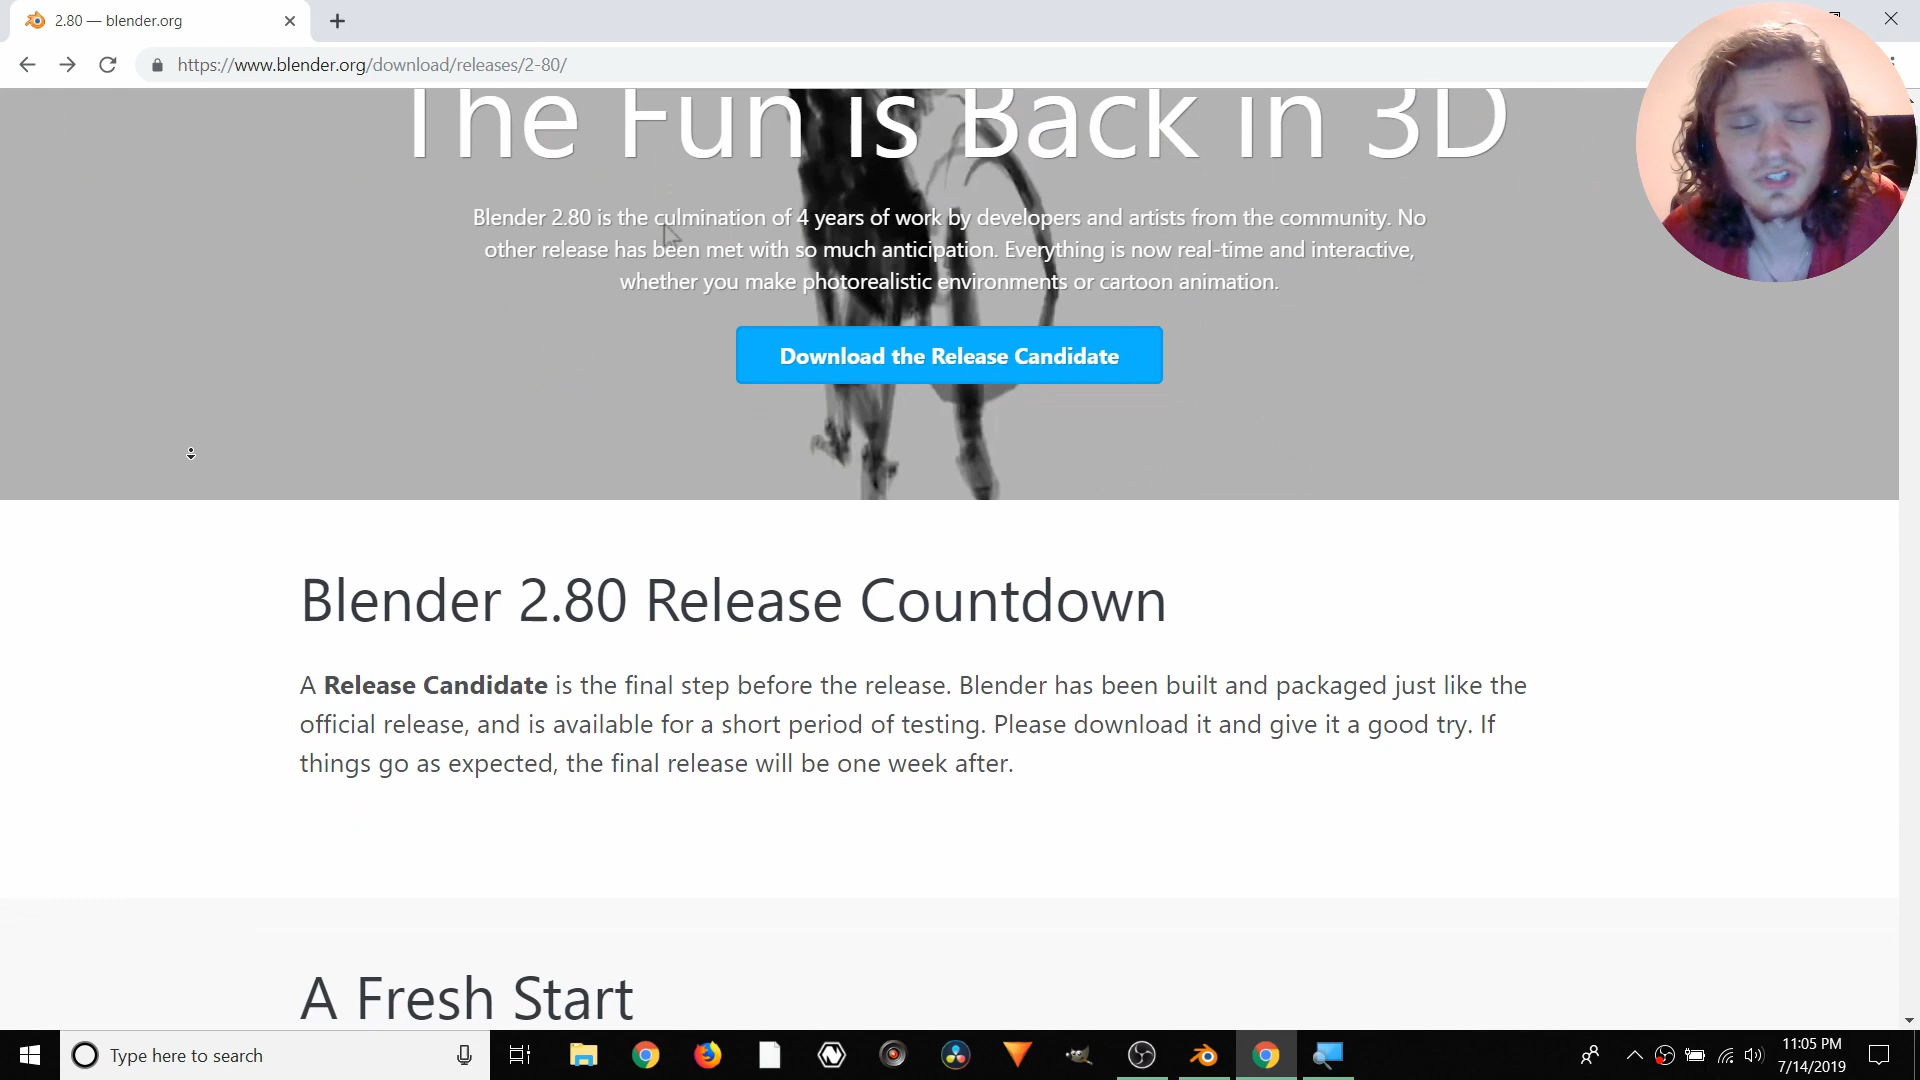 2.80 — blender.org
https://www.blender.org/download/releases/2-80/
The Fun is Back in 3D
Blender 2.80 is the culmination of 4 years of work by developers and artists from the community. No
other release has been met with so much anticipation. Everything is now real-time and interactive,
whether you make photorealistic environments or cartoon animation.
Download the Release Candidate
Blender 2.80 Release Countdown
A Release Candidate is the final step before the release. Blender has been built and packaged just like the
official release, and is available for a short period of testing. Please download it and give it a good try. If
things go as expected, the final release will be one week after.
A Fresh Start
Type here to search
11:05 PM
7/14/2019